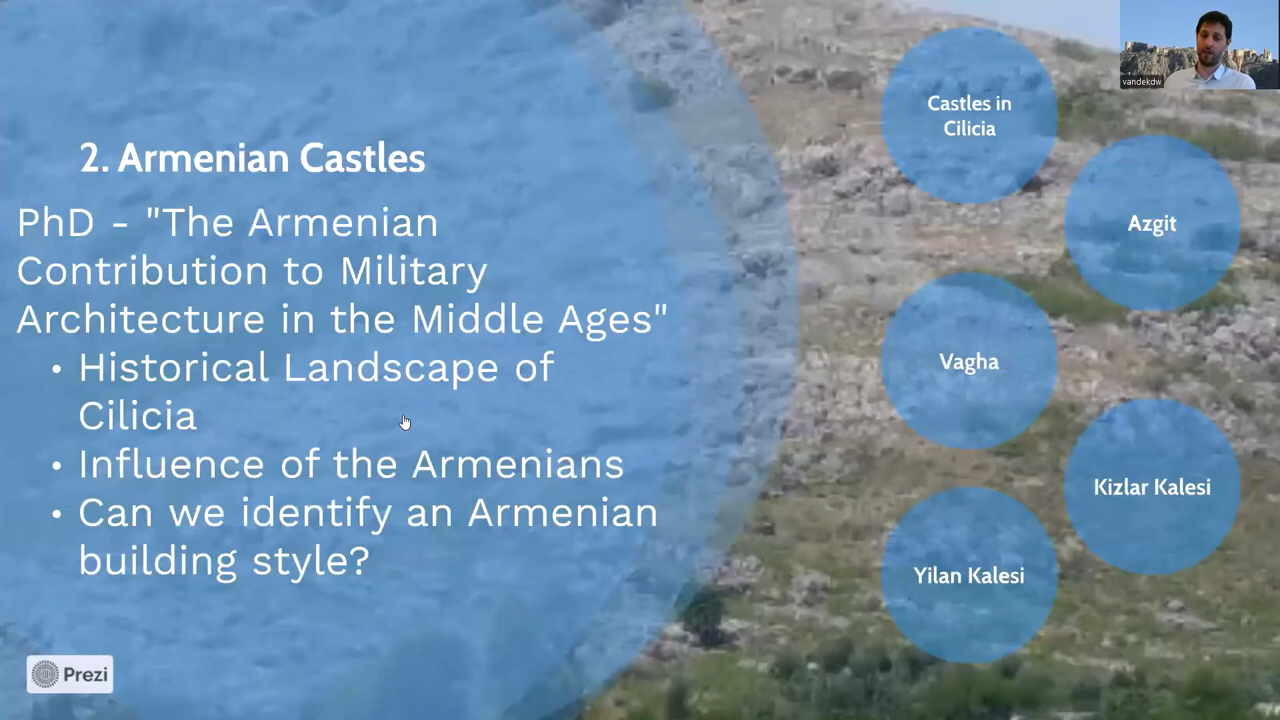 2. Armenian Castles
PhD - "The Armenian
Contribution to Military
Architecture in the Middle Ages"
• Historical Landscape of
Cilicia
• Influence of the Armenians
• Can we identify an Armenian
building style?
Castles in
Cilicia
Azgit
Vagha
Kizlar Kalesi
Yilan Kalesi
vandekdw
Prezi